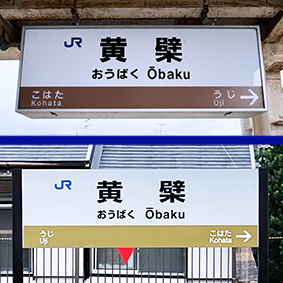 JR 黄檗
おうばく Ōbaku
こはた うじ
Kohata Uji →
JR 黄檗
おうばく Ōbaku
うじ こはた
Uji Kohata →